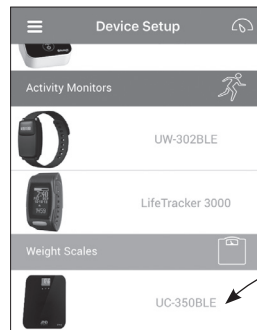 Device Setup
Activity Monitors
UW-302BLE
LifeTracker 3000
Weight Scales
UC-350BLE